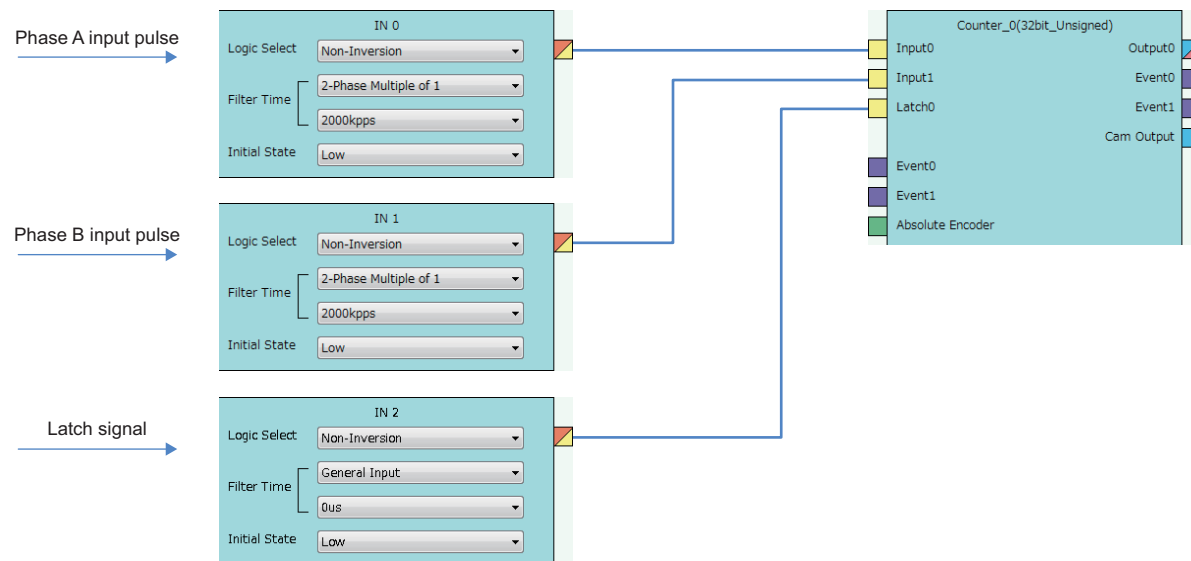 Phase A input pulse
IN 0
Logic Select Non-Inversion
Filter Time 2-Phase Multiple of 1
2000kpps
Initial State Low
Phase B input pulse
IN 1
Logic Select Non-Inversion
Filter Time 2-Phase Multiple of 1
2000kpps
Initial State Low
Latch signal
IN 2
Logic Select Non-Inversion
Filter Time General Input
0us
Initial State Low
Counter_0(32bit_Unsigned)
Input0 Output0
Input1 Event0
Latch0 Event1
Cam Output
Event0
Event1
Absolute Encoder